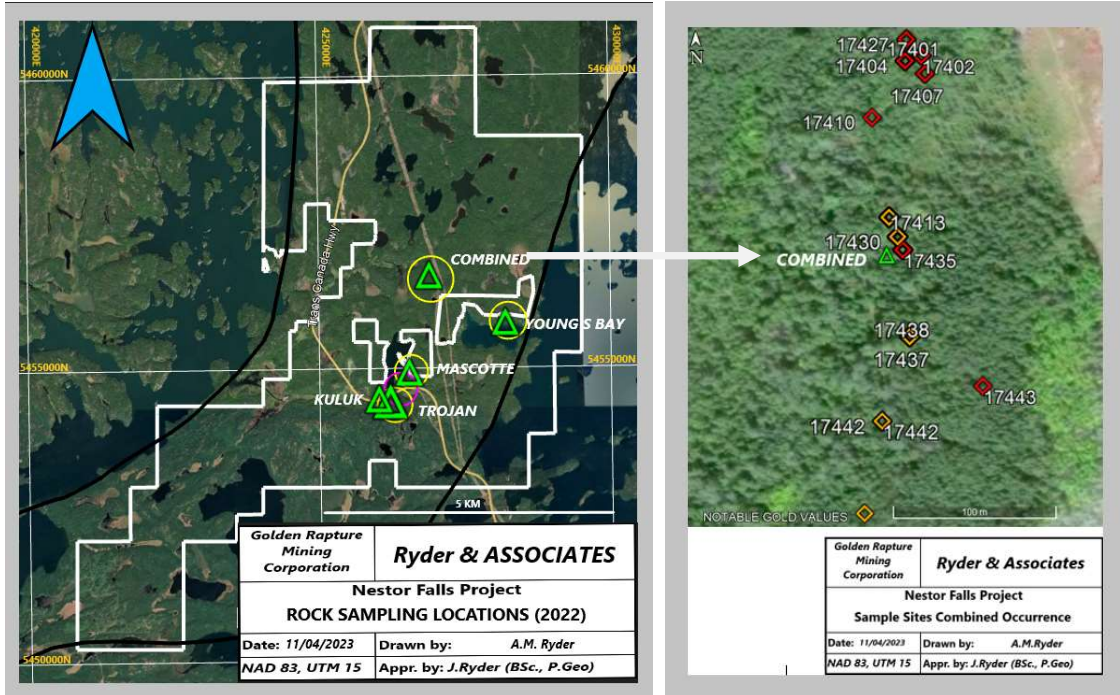 420000E
425000E
430000E
5460000N
5460000N
Trans Canada Hwy
COMBINED
YOUNG'S BAY
5455000N
5455000N
MASCOTTE
KULUK
TROJAN
5 KM
5450000N
Golden Rapture
Mining
Corporation
Ryder & ASSOCIATES
Nestor Falls Project
ROCK SAMPLING LOCATIONS (2022)
Date: 11/04/2023
Drawn by: A.M. Ryder
NAD 83, UTM 15
Appr. by: J.Ryder (BSc., P.Geo)
N
17427
17401
17404
17402
17407
17410
17413
17430
17435
COMBINED
17438
17437
17443
17442
17442
NOTABLE GOLD VALUES
100 m
Golden Rapture
Mining
Corporation
Ryder & Associates
Nestor Falls Project
Sample Sites Combined Occurrence
Date: 11/04/2023
Drawn by: A.M. Ryder
NAD 83, UTM 15
Appr. by: J.Ryder (BSc., P.Geo)